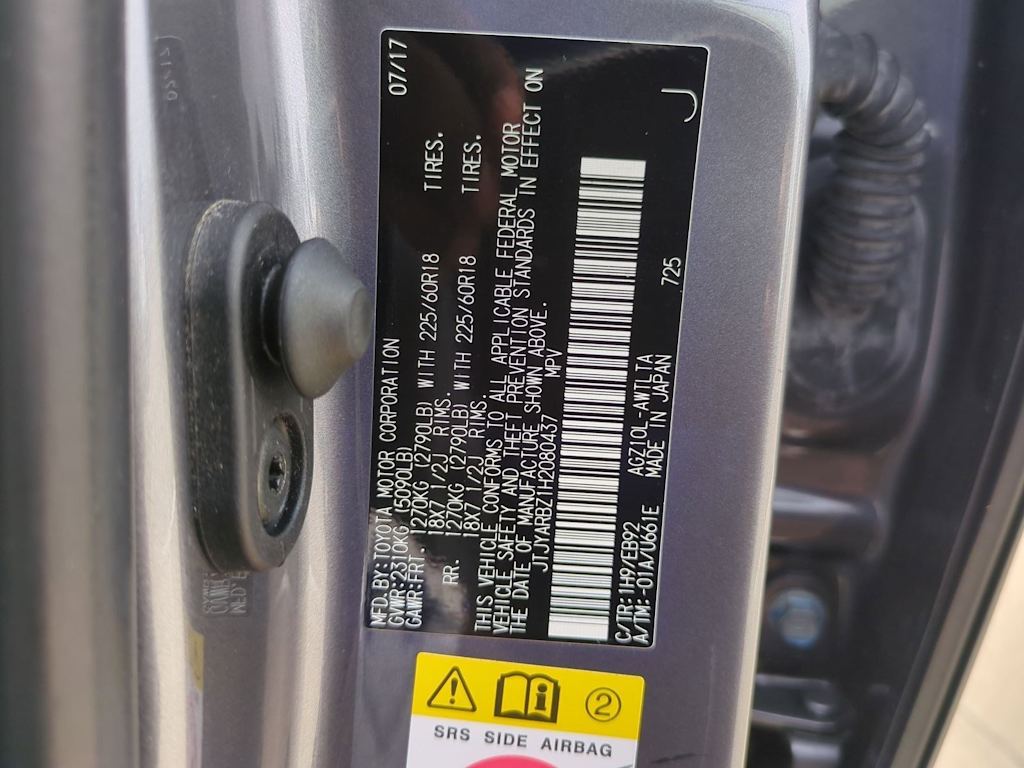 MFD.BY:TOYOTA MOTOR CORPORATION 07/17
GVWR:2310KG (5090LB)
GAWR:FRT. 1270KG (2790LB) WITH 225/60R18 TIRES.
18X7 1/2J RIMS.
RR. 1270KG (2790LB) WITH 225/60R18 TIRES.
18X7 1/2J RIMS.
THIS VEHICLE CONFORMS TO ALL APPLICABLE FEDERAL MOTOR
VEHICLE SAFETY AND THEFT PREVENTION STANDARDS IN EFFECT ON
THE DATE OF MANUFACTURE SHOWN ABOVE.
JTJYARBZ1H2080437 MPV
C/TR:1H9/EB92 AGZ10L-AWTLTA 725
A/TM:-01A/U661E MADE IN JAPAN J
2
SRS SIDE AIRBAG